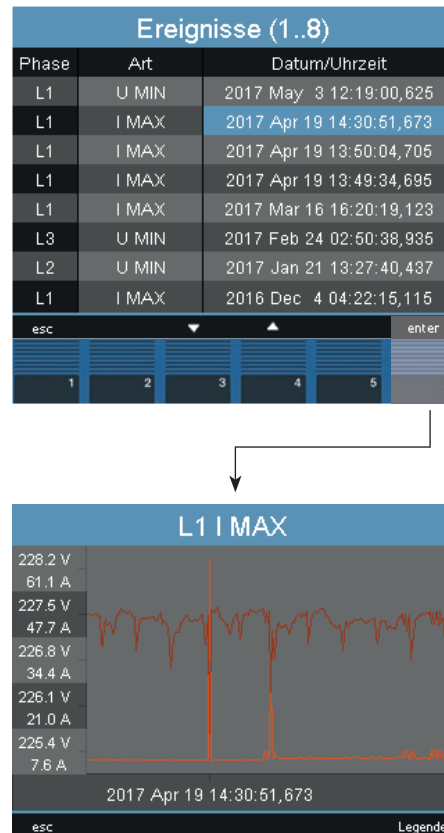 Ereignisse (1..8)
Phase Art Datum/Uhrzeit
L1 U MIN 2017 May 3 12:19:00,625
L1 I MAX 2017 Apr 19 14:30:51,673
L1 I MAX 2017 Apr 19 13:50:04,705
L1 I MAX 2017 Apr 19 13:49:34,695
L1 I MAX 2017 Mar 16 16:20:19,123
L3 U MIN 2017 Feb 24 02:50:38,935
L2 U MIN 2017 Jan 21 13:27:40,437
L1 I MAX 2016 Dec 4 04:22:15,115
esc enter
1 2 3 4 5
L1 I MAX
228.2 V
61.1 A
227.5 V
47.7 A
226.8 V
34.4 A
226.1 V
21.0 A
225.4 V
7.6 A
2017 Apr 19 14:30:51,673
esc Legende